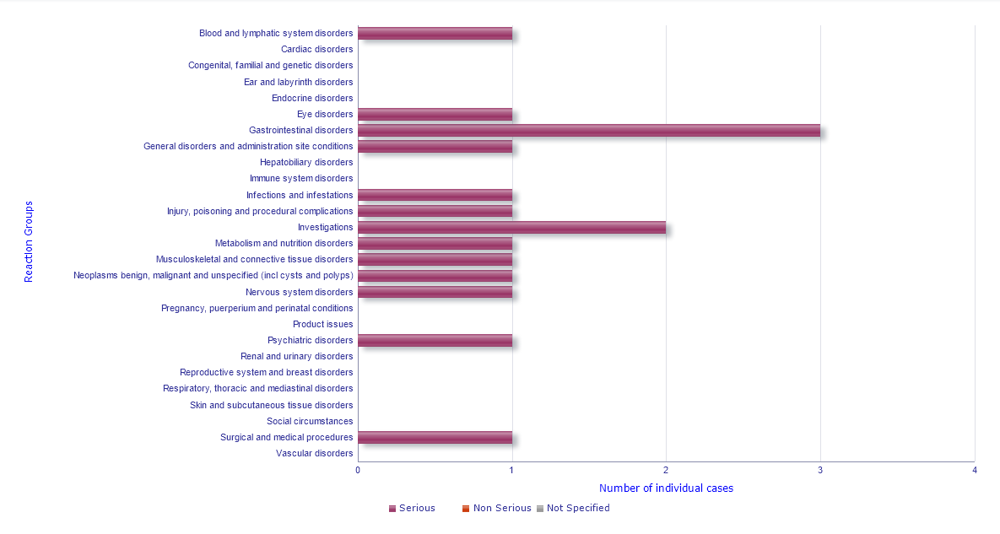 Blood and lymphatic system disorders
Cardiac disorders
Congenital, familial and genetic disorders
Ear and labyrinth disorders
Endocrine disorders
Eye disorders
Gastrointestinal disorders
General disorders and administration site conditions
Hepatobiliary disorders
Immune system disorders
Infections and infestations
Injury, poisoning and procedural complications
Investigations
Metabolism and nutrition disorders
Musculoskeletal and connective tissue disorders
Neoplasms benign, malignant and unspecified (incl cysts and polyps)
Nervous system disorders
Pregnancy, puerperium and perinatal conditions
Product issues
Psychiatric disorders
Renal and urinary disorders
Reproductive system and breast disorders
Respiratory, thoracic and mediastinal disorders
Skin and subcutaneous tissue disorders
Social circumstances
Surgical and medical procedures
Vascular disorders
Reaction Groups
0 1 2 3 4
Number of individual cases
Serious Non Serious Not Specified